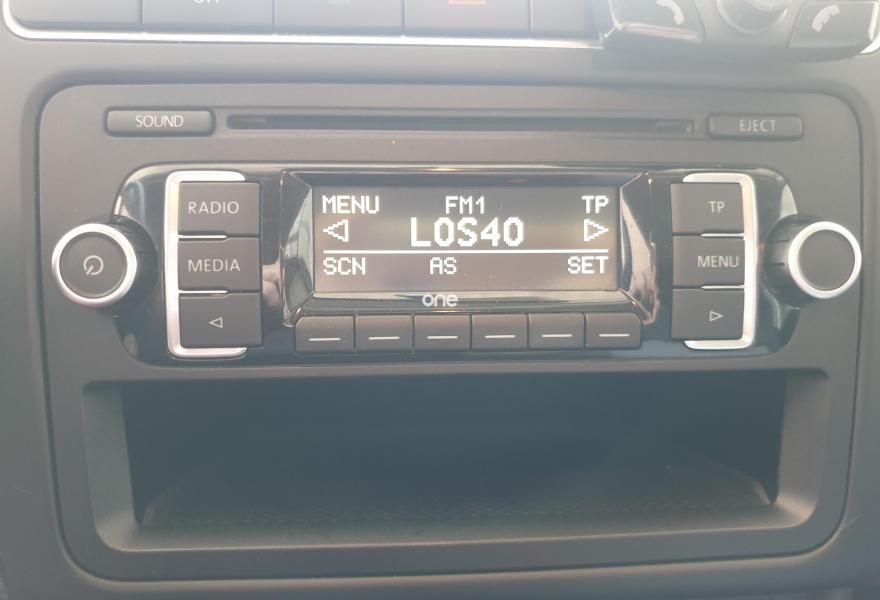 SOUND EJECT
RADIO MENU FM1 TP TP
LOS40
MEDIA SCN AS SET MENU
one